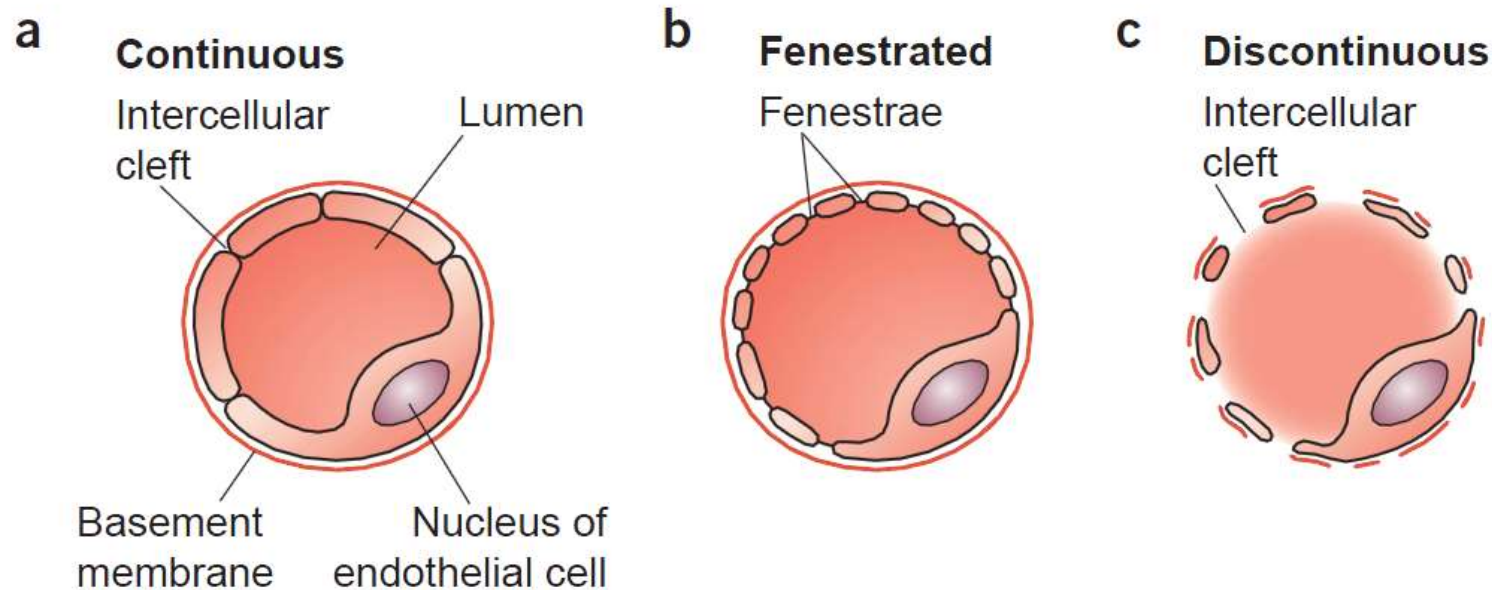 a
Continuous
Intercellular
cleft
Lumen
Basement
membrane
Nucleus of
endothelial cell
b
Fenestrated
Fenestrae
c
Discontinuous
Intercellular
cleft